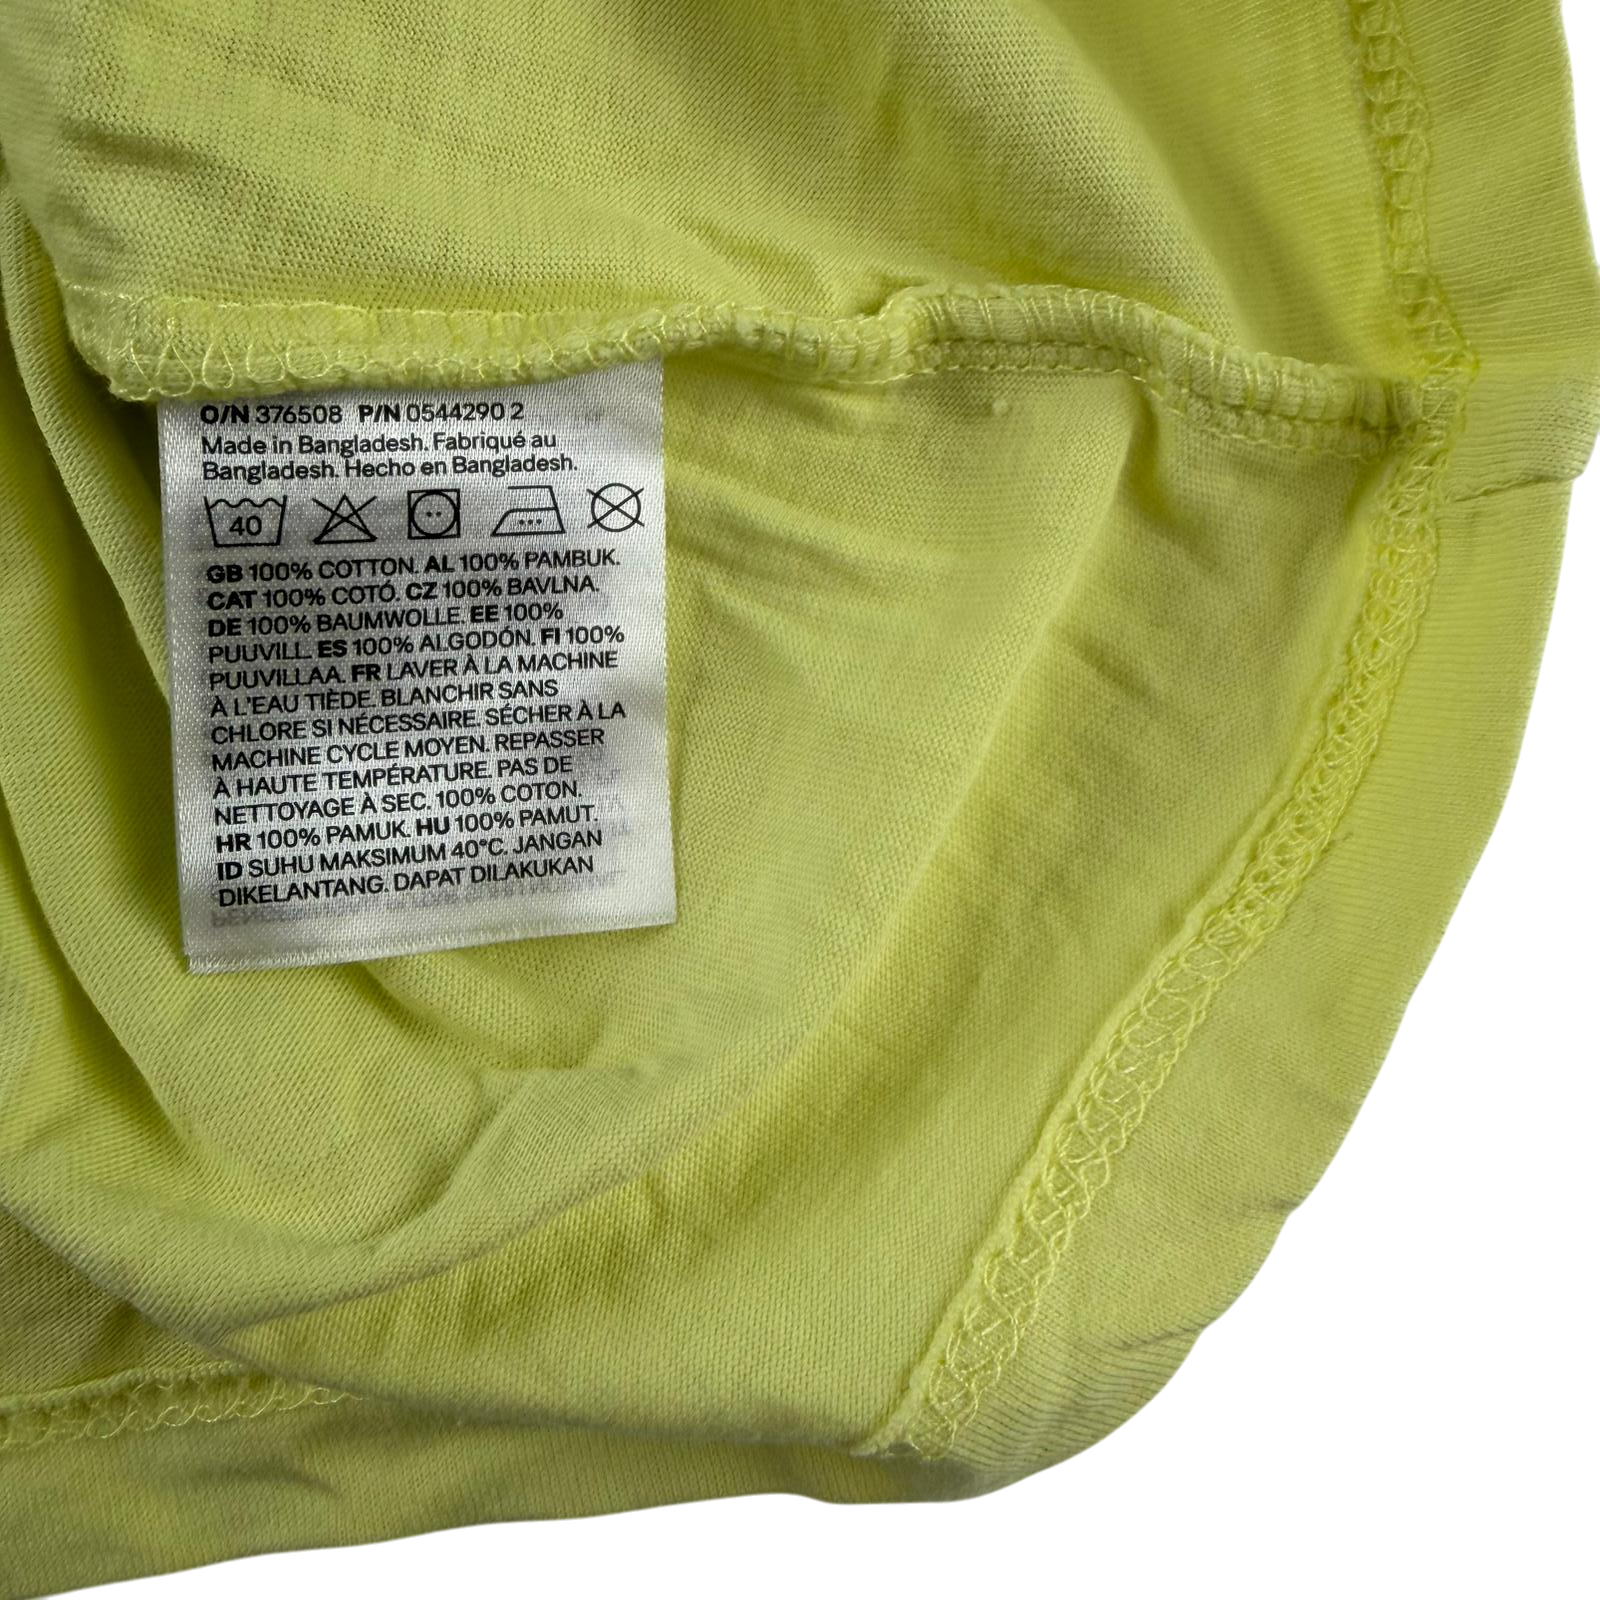 O/N 376508 P/N 0544290 2
Made in Bangladesh. Fabriqué au
Bangladesh. Hecho en Bangladesh.
40
GB 100% COTTON. AL 100% PAMBUK.
CAT 100% COTÓ. CZ 100% BAVLNA.
DE 100% BAUMWOLLE. EE 100%
PUUVILL. ES 100% ALGODÓN. FI 100%
PUUVILLAA. FR LAVER À LA MACHINE
À L'EAU TIÈDE. BLANCHIR SANS
CHLORE SI NÉCESSAIRE. SÉCHER À LA
MACHINE CYCLE MOYEN. REPASSER
À HAUTE TEMPÉRATURE. PAS DE
NETTOYAGE À SEC. 100% COTON.
HR 100% PAMUK. HU 100% PAMUT.
ID SUHU MAKSIMUM 40°C. JANGAN
DIKELANTANG. DAPAT DILAKUKAN